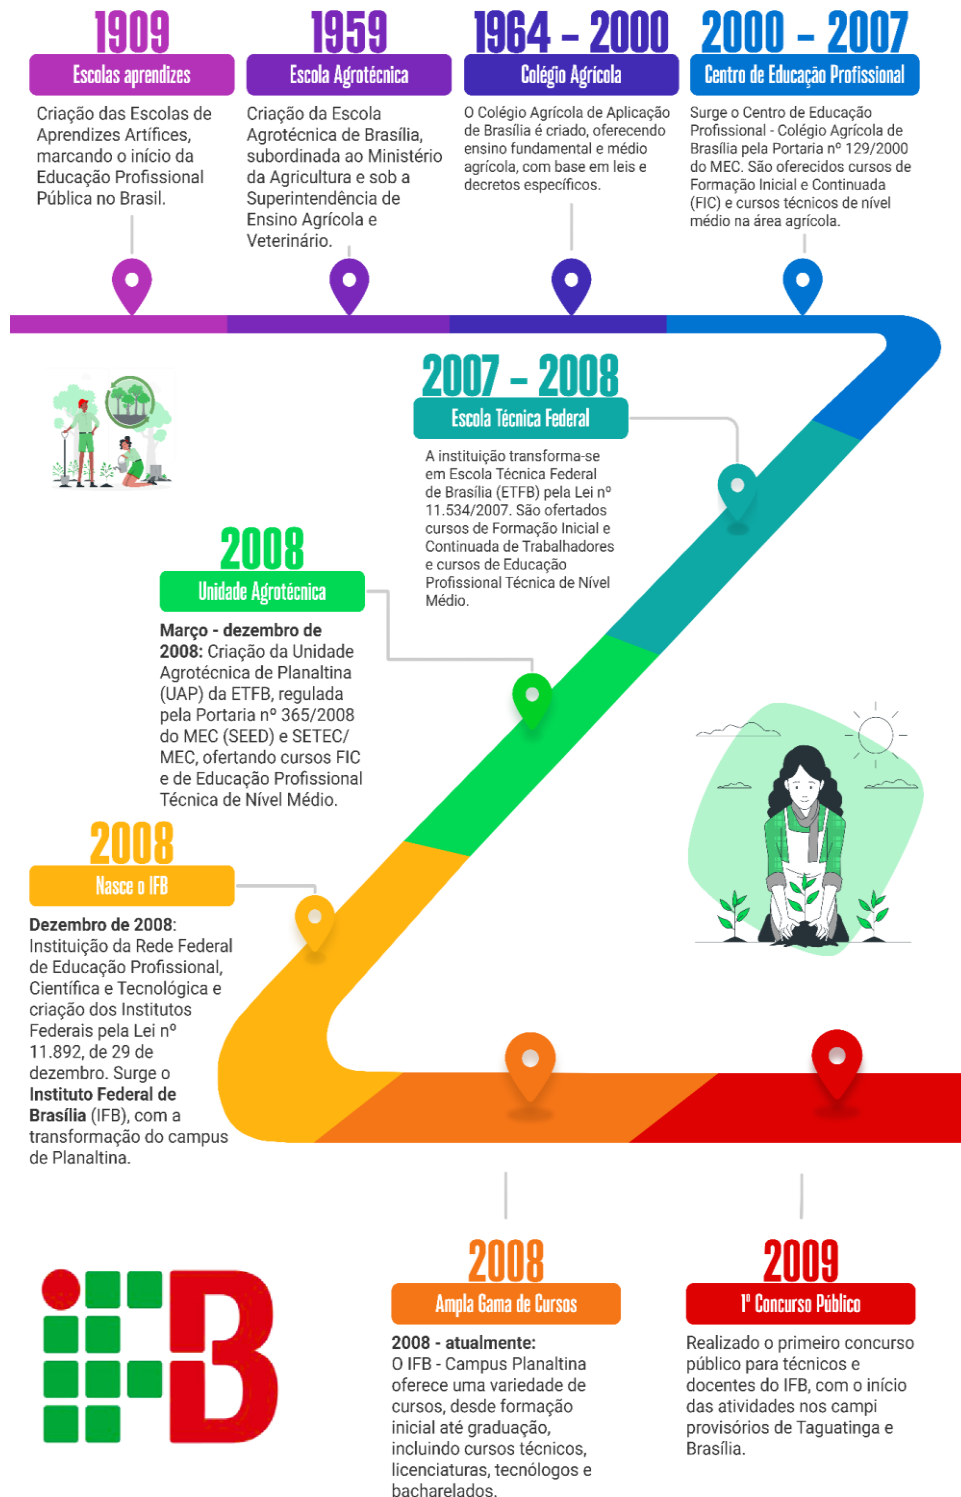 1909
Escolas aprendizes
Criação das Escolas de
Aprendizes Artífices,
marcando o início da
Educação Profissional
Pública no Brasil.
1959
Escola Agrotécnica
Criação da Escola
Agrotécnica de Brasília,
subordinada ao Ministério
da Agricultura e sob a
Superintendência de
Ensino Agrícola e
Veterinário.
1964 - 2000
Colégio Agrícola
O Colégio Agrícola de Aplicação
de Brasília é criado, oferecendo
ensino fundamental e médio
agrícola, com base em leis e
decretos específicos.
2000 - 2007
Centro de Educação Profissional
Surge o Centro de Educação
Profissional - Colégio Agrícola de
Brasília pela Portaria nº 129/2000
do MEC. São oferecidos cursos de
Formação Inicial e Continuada
(FIC) e cursos técnicos de nível
médio na área agrícola.
2007 - 2008
Escola Técnica Federal
A instituição transforma-se
em Escola Técnica Federal
de Brasília (ETFB) pela Lei nº
11.534/2007. São ofertados
cursos de Formação Inicial e
Continuada de Trabalhadores
e cursos de Educação
Profissional Técnica de Nível
Médio.
2008
Unidade Agrotécnica
Março - dezembro de
2008: Criação da Unidade
Agrotécnica de Planaltina
(UAP) da ETFB, regulada
pela Portaria nº 365/2008
do MEC (SEED) e SETEC/
MEC, ofertando cursos FIC
e de Educação Profissional
Técnica de Nível Médio.
2008
Nasce o IFB
Dezembro de 2008:
Instituição da Rede Federal
de Educação Profissional,
Científica e Tecnológica e
criação dos Institutos
Federais pela Lei nº
11.892, de 29 de
dezembro. Surge o
Instituto Federal de
Brasília (IFB), com a
transformação do campus
de Planaltina.
2008
Ampla Gama de Cursos
2008 - atualmente:
O IFB - Campus Planaltina
oferece uma variedade de
cursos, desde formação
inicial até graduação,
incluindo cursos técnicos,
licenciaturas, tecnólogos e
bacharelados.
2009
1º Concurso Público
Realizado o primeiro concurso
público para técnicos e
docentes do IFB, com o início
das atividades nos campi
provisórios de Taguatinga e
Brasília.
IFB